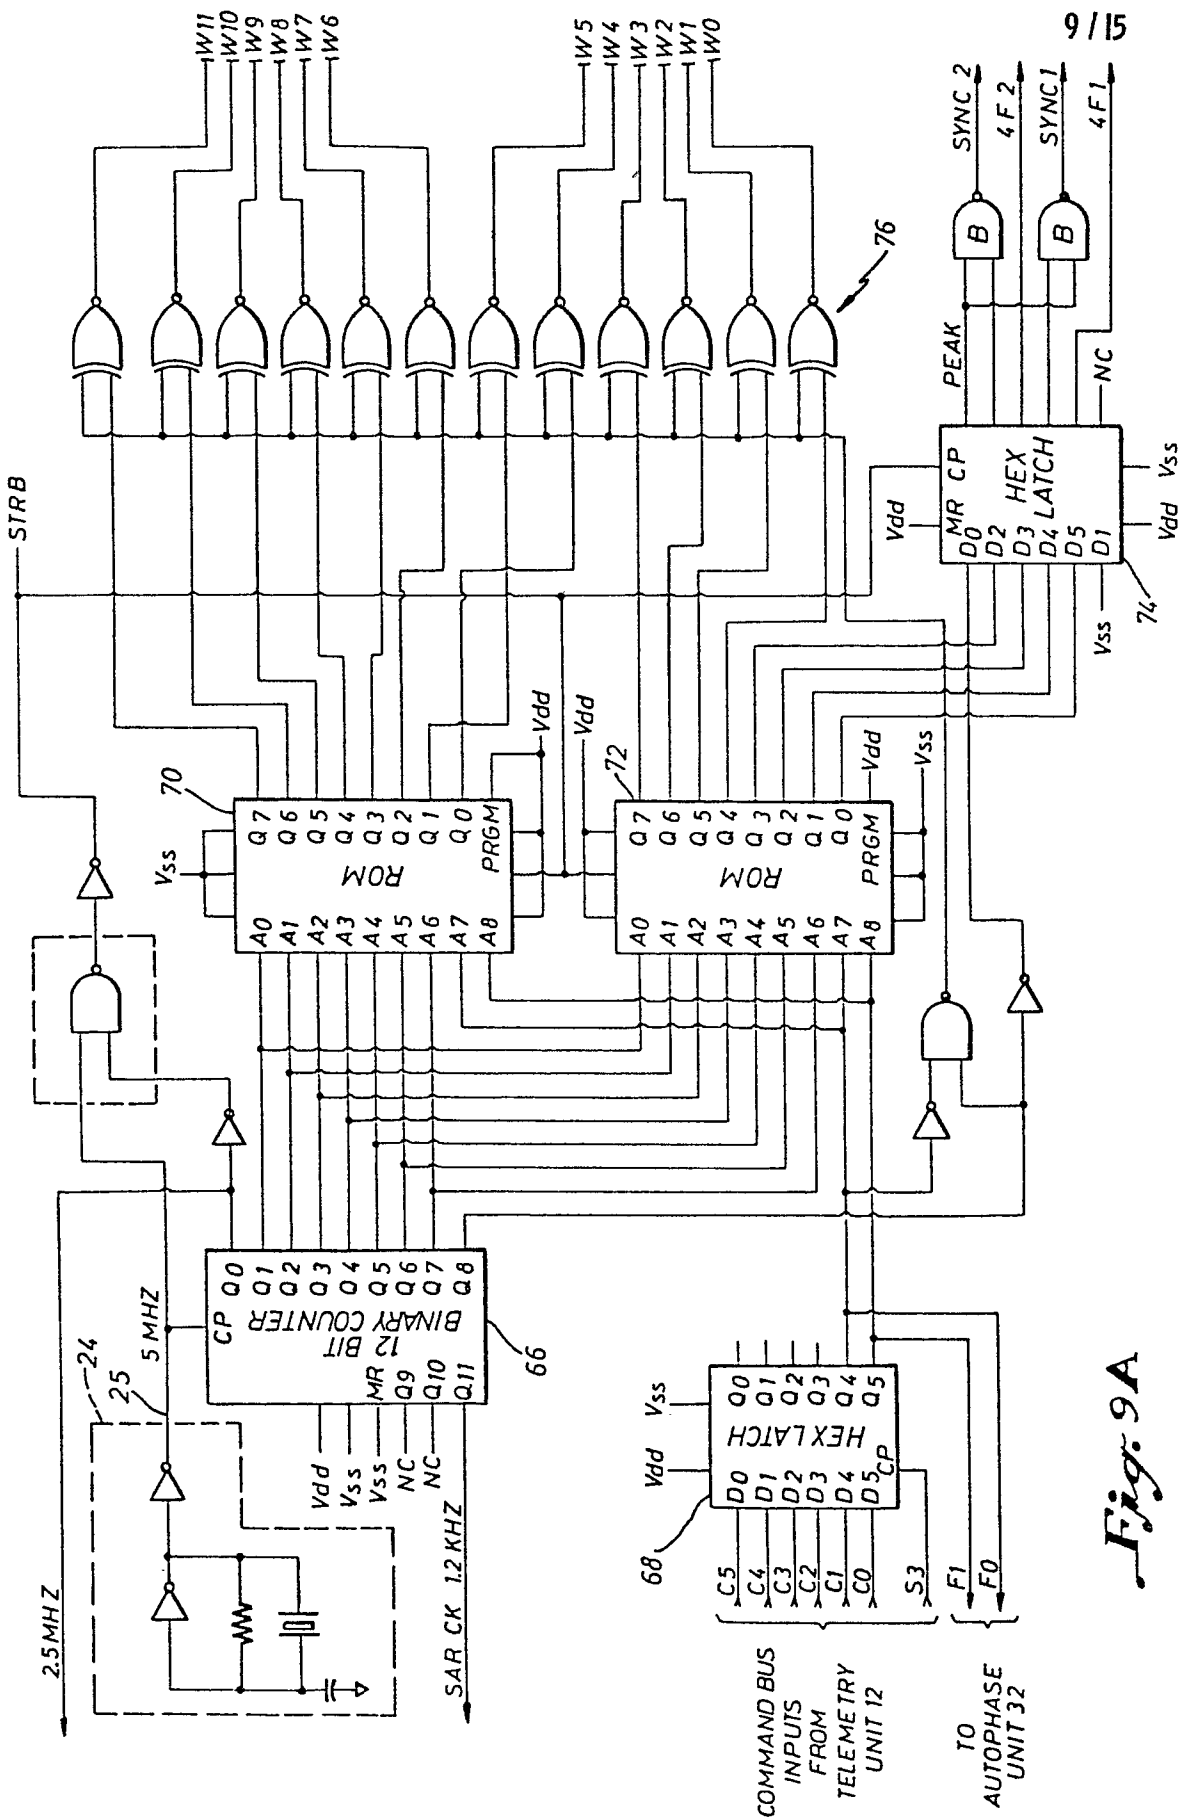 9/15
2.5 MHZ
24
25
5 MHZ
STRB
CP
Q0
Q1
Q2
Q3
Q4
Q5
Q6
Q7
Q8
12 BIT
BINARY COUNTER
MR
Q9
Q10
Q11
66
Vdd
Vss
Vss
NC
NC
SAR CK 1.2 KHZ
70
Vss
A0
A1
A2
A3
A4
A5
A6
A7
A8
ROM
Q7
Q6
Q5
Q4
Q3
Q2
Q1
Q0
PRGM
Vdd
Vdd
72
A0
A1
A2
A3
A4
A5
A6
A7
A8
ROM
Q7
Q6
Q5
Q4
Q3
Q2
Q1
Q0
PRGM
Vdd
Vss
W11
W10
W9
W8
W7
W6
W5
W4
W3
W2
W1
W0
76
68
Vdd
Vss
D0
D1
D2
D3
D4
D5
HEX LATCH
Q0
Q1
Q2
Q3
Q4
Q5
CP
C5
C4
C3
C2
C1
C0
S3
COMMAND BUS
INPUTS
FROM
TELEMETRY
UNIT 12
F1
F0
TO
AUTOPHASE
UNIT 32
74
Vdd
MR CP
D0
D2
D3
D4
D5
D1
HEX
LATCH
Vss
Vdd
Vss
NC
PEAK
B
B
SYNC 2
4F2
SYNC 1
4F1
Fig. 9A